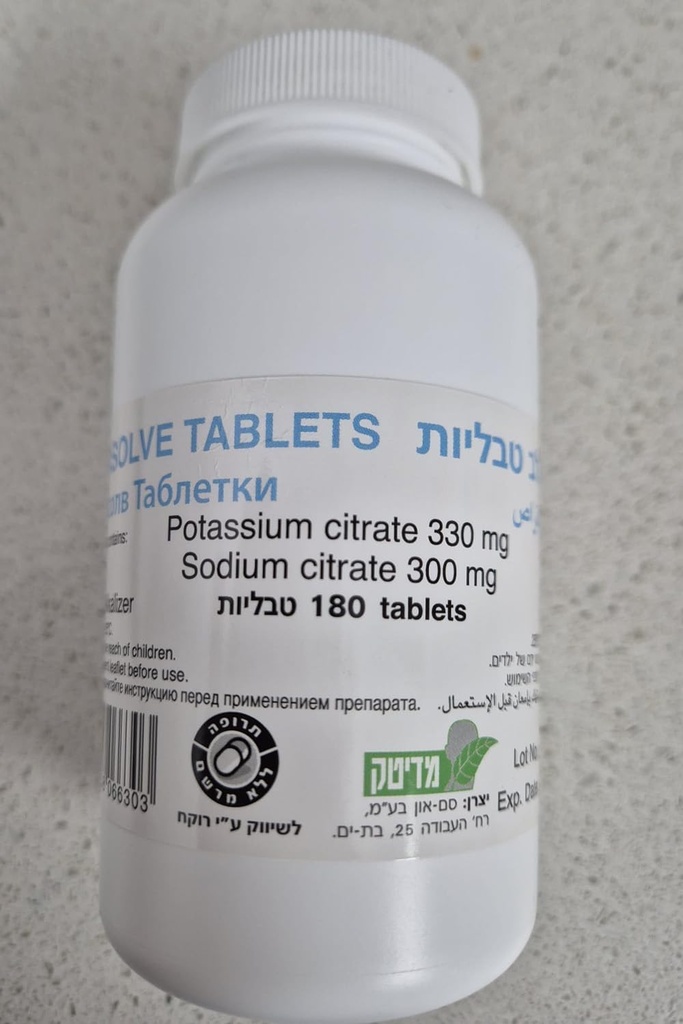 SOLVE TABLETS טבליות
Таблетки
Potassium citrate 330 mg
Sodium citrate 300 mg
טבליות 180 tablets
each of children.
leaflet before use.
инструкцию перед применением препарата.
של ילדים.
קبل الإستعمال.
תרופה
ללא מרשם
לשיווק ע"י רוקח
מדיטק
יצרן: סם-און בע"מ,
רח' העבודה 25, בת-ים.
066303
Lot No
Exp. Date